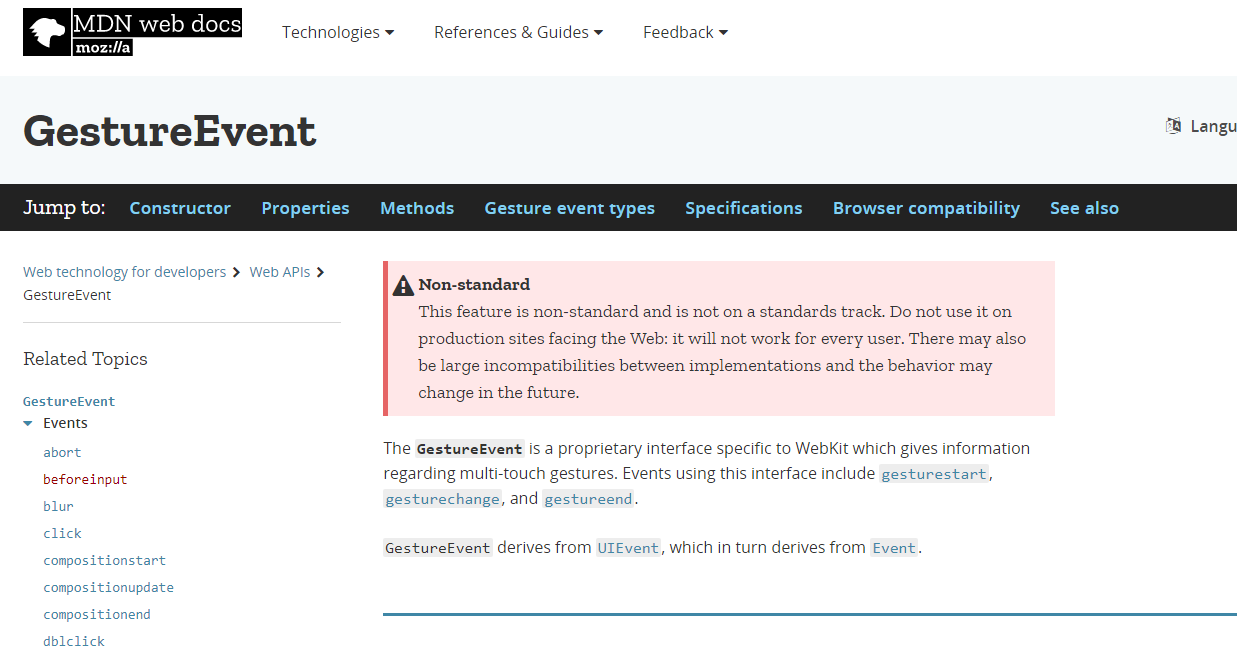 MDN web docs
moz://a
Technologies
References & Guides
Feedback
GestureEvent
Langu
Jump to: Constructor Properties Methods Gesture event types Specifications Browser compatibility See also
Web technology for developers Web APIs
GestureEvent
Related Topics
GestureEvent
Events
abort
beforeinput
blur
click
compositionstart
compositionupdate
compositionend
dblclick
Non-standard
This feature is non-standard and is not on a standards track. Do not use it on
production sites facing the Web: it will not work for every user. There may also
be large incompatibilities between implementations and the behavior may
change in the future.
The GestureEvent is a proprietary interface specific to WebKit which gives information
regarding multi-touch gestures. Events using this interface include gesturestart,
gesturechange, and gestureend.
GestureEvent derives from UIEvent, which in turn derives from Event.